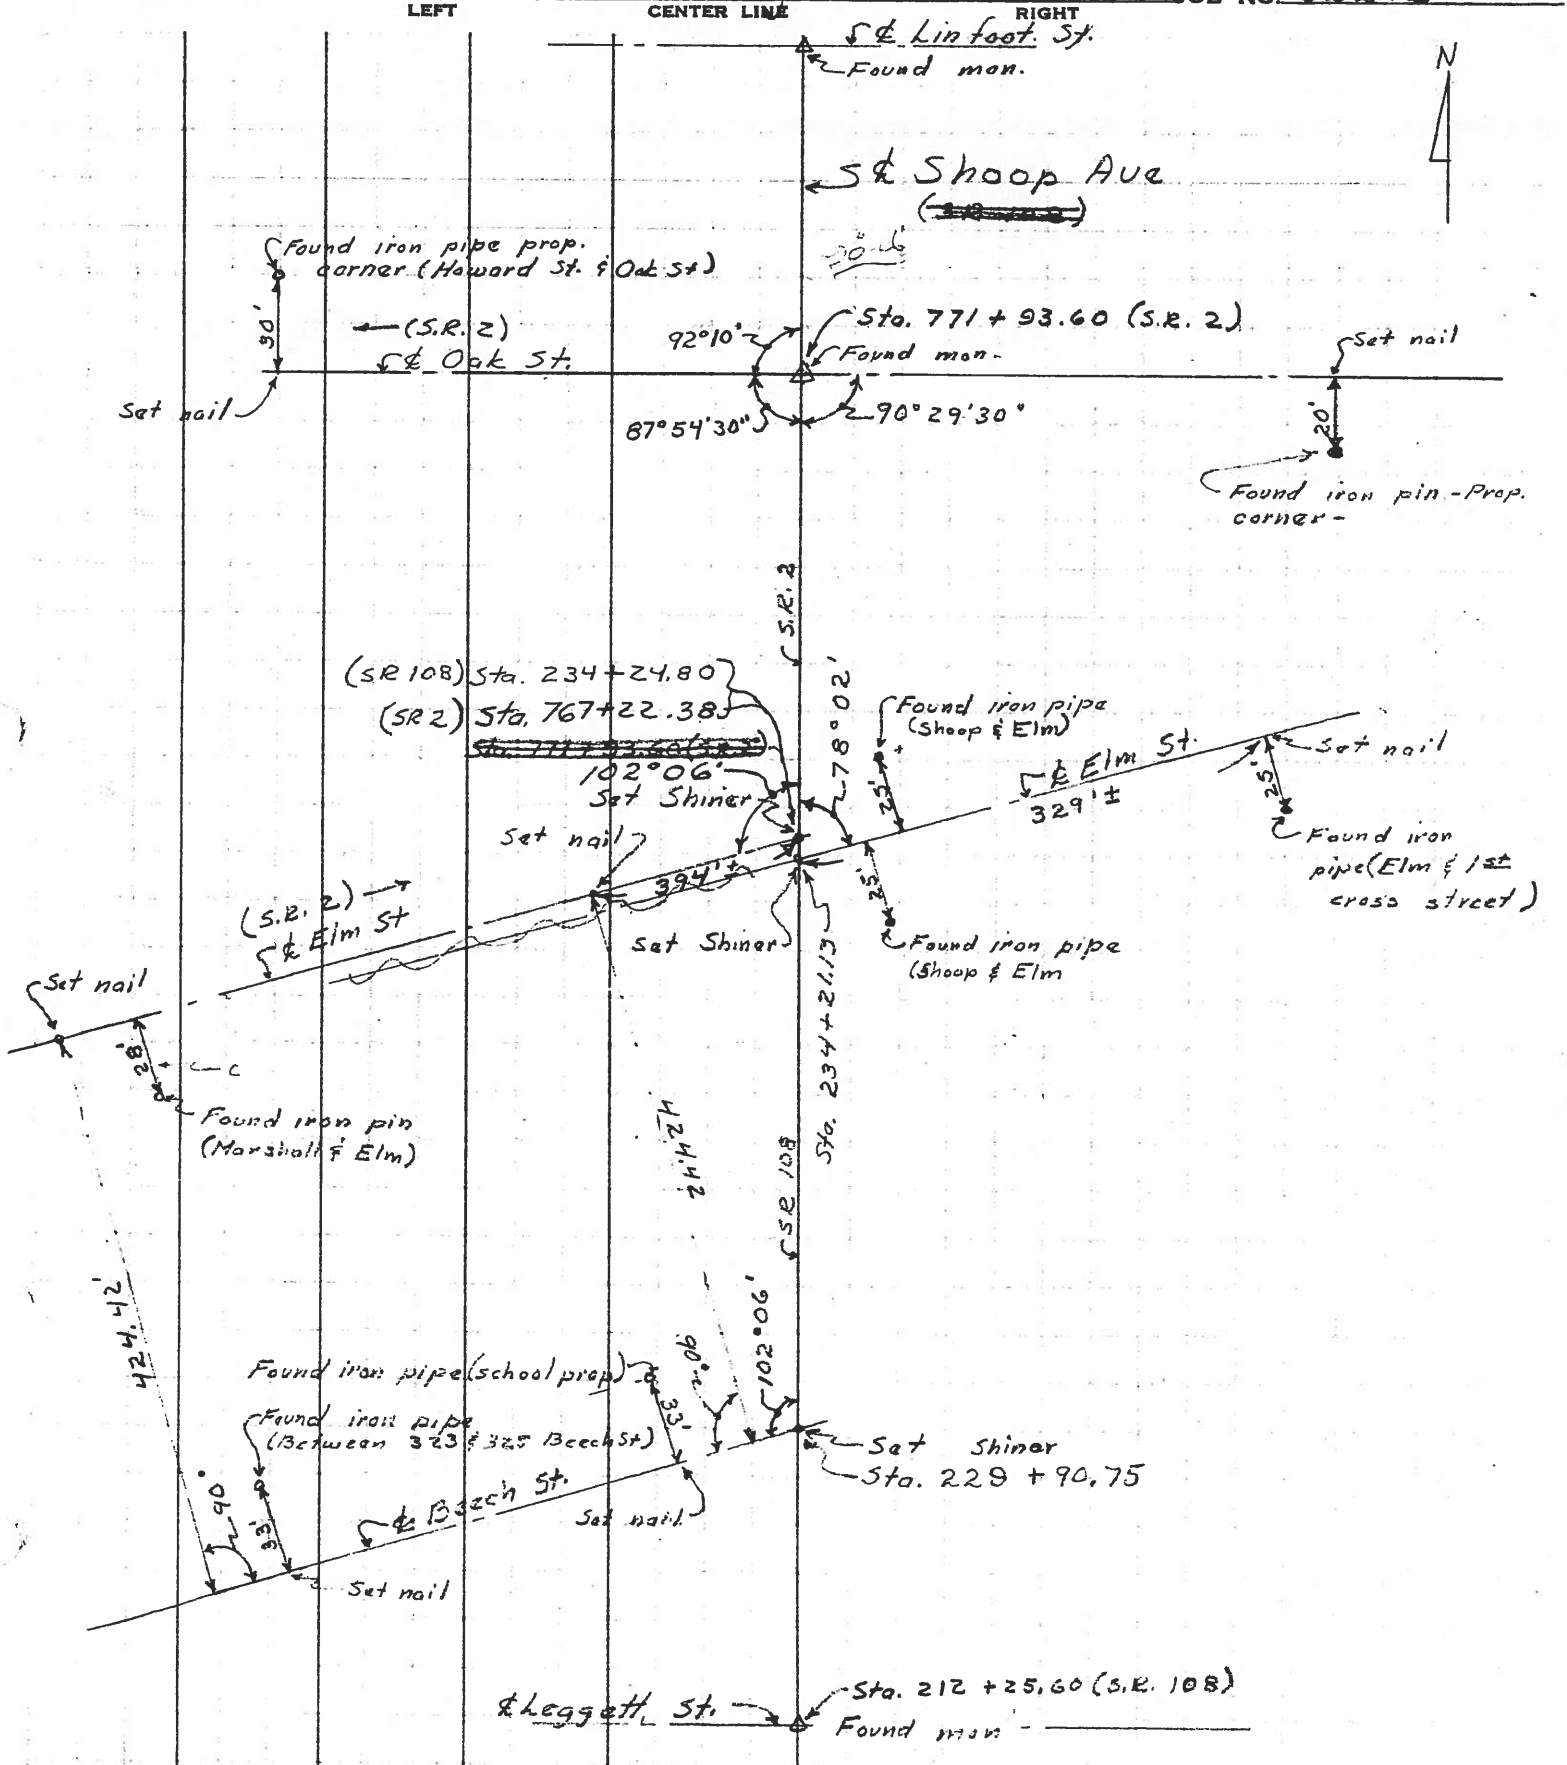 LEFT
CENTER LINE
RIGHT
℄ Linfoot. St.
Found mon.
N
℄ Shoop Ave
Found iron pipe prop.
corner (Howard St. & Oak St)
30'
(S.R. 2)
℄ Oak St.
Set nail
92°10'
Sta. 771 + 93.60 (S.R. 2)
Found mon-
87°54'30"
90° 29'30"
Set nail
20'
Found iron pin - Prop.
corner -
S.R. 2
(SR 108) Sta. 234 + 24.80
(SR 2) Sta. 767+22.38
Sta. 771+93.60 (S.R.2)
102°06'
Set Shiner
78°02'
Found iron pipe
(Shoop & Elm)
25'
℄ Elm St.
329'±
Set nail
25'
Found iron
pipe (Elm & 1st
cross street)
Set nail
394'±
(S.R. 2)
℄ Elm St
Set Shiner
25'
Found iron pipe
(Shoop & Elm
Sta. 234+21.13
Set nail
28'
C
Found iron pin
(Marshall & Elm)
424.42
SR 108
424.42'
102°06'
90°
Found iron pipe (school prop)
33'
Found iron pipe
(Between 323 & 325 Beech St)
Set Shiner
Sta. 229 + 90.75
90°
33'
℄ Beech St.
Set nail
Set nail
℄ Leggett St.
Sta. 212 + 25.60 (S.R. 108)
Found mon -